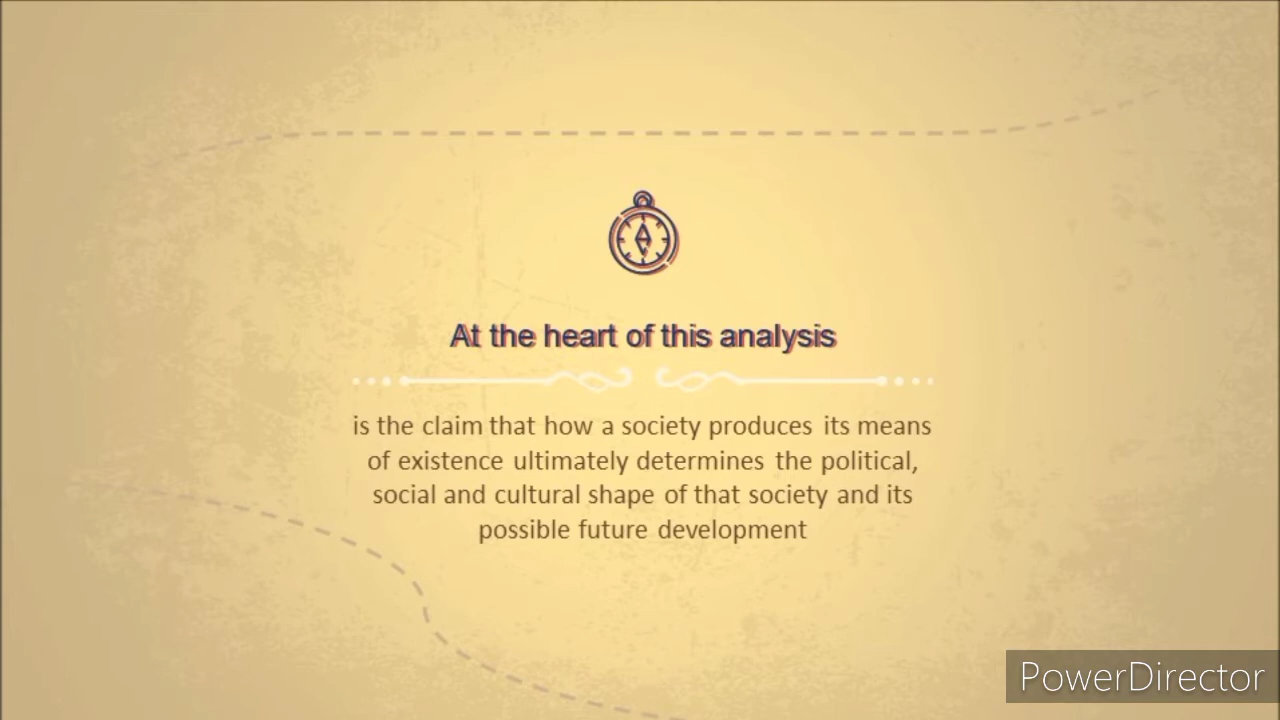 At the heart of this analysis
is the claim that how a society produces its means
of existence ultimately determines the political,
social and cultural shape of that society and its
possible future development
PowerDirector